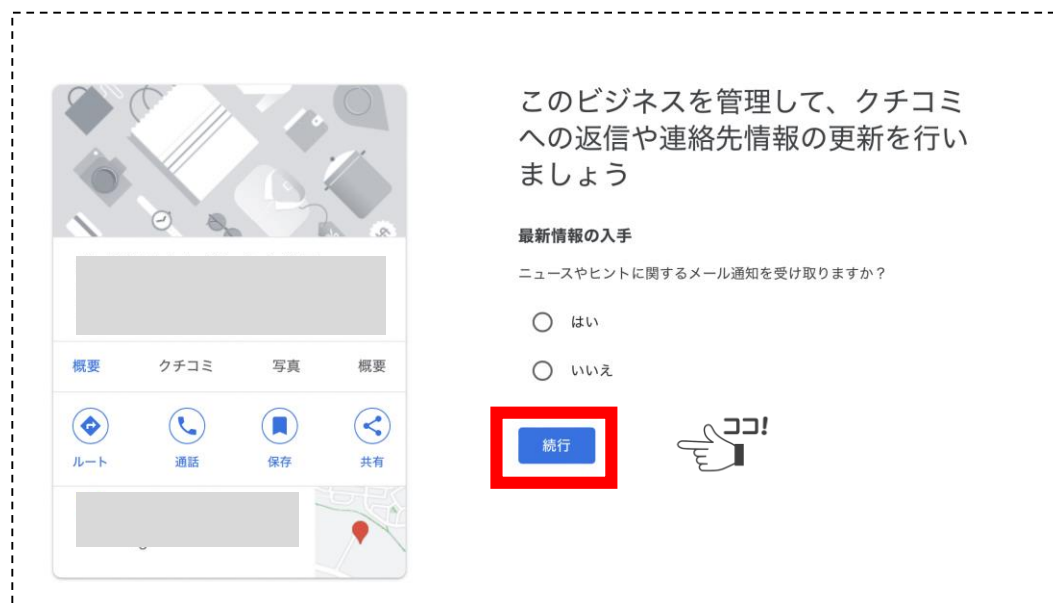 このビジネスを管理して、クチコミ
への返信や連絡先情報の更新を行い
ましょう
最新情報の入手
ニュースやヒントに関するメール通知を受け取りますか？
はい
いいえ
続行
ココ!
概要 クチコミ 写真 概要
ルート 通話 保存 共有